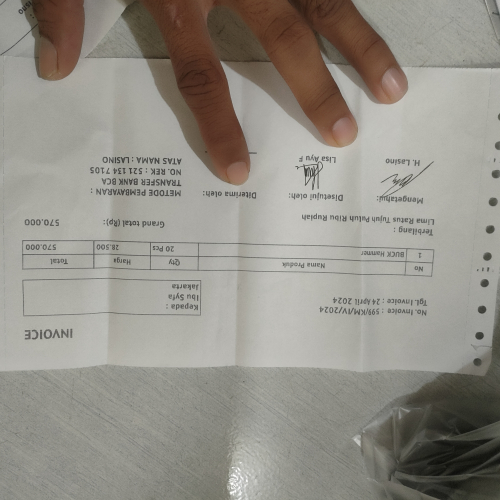 INVOICE
No. Invoice : 599/KM/IV/2024
Tgl. Invoice : 24 April 2024
Kepada :
Ibu Syifa
Jakarta
No Nama Produk Qty Harga Total
1 BUCK Hammer 20 Pcs 28.500 570.000
Terbilang : Grand total (Rp): 570.000
Lima Ratus Tujuh Puluh Ribu Rupiah
Mengetahui: Disetujui oleh: Diterima oleh:
METODE EMBAYARAN :
TRANSFER BANK BCA
NO. REK : 521 134 7105
ATAS NAMA : LASINO
H. Lasino Lisa Ayu F